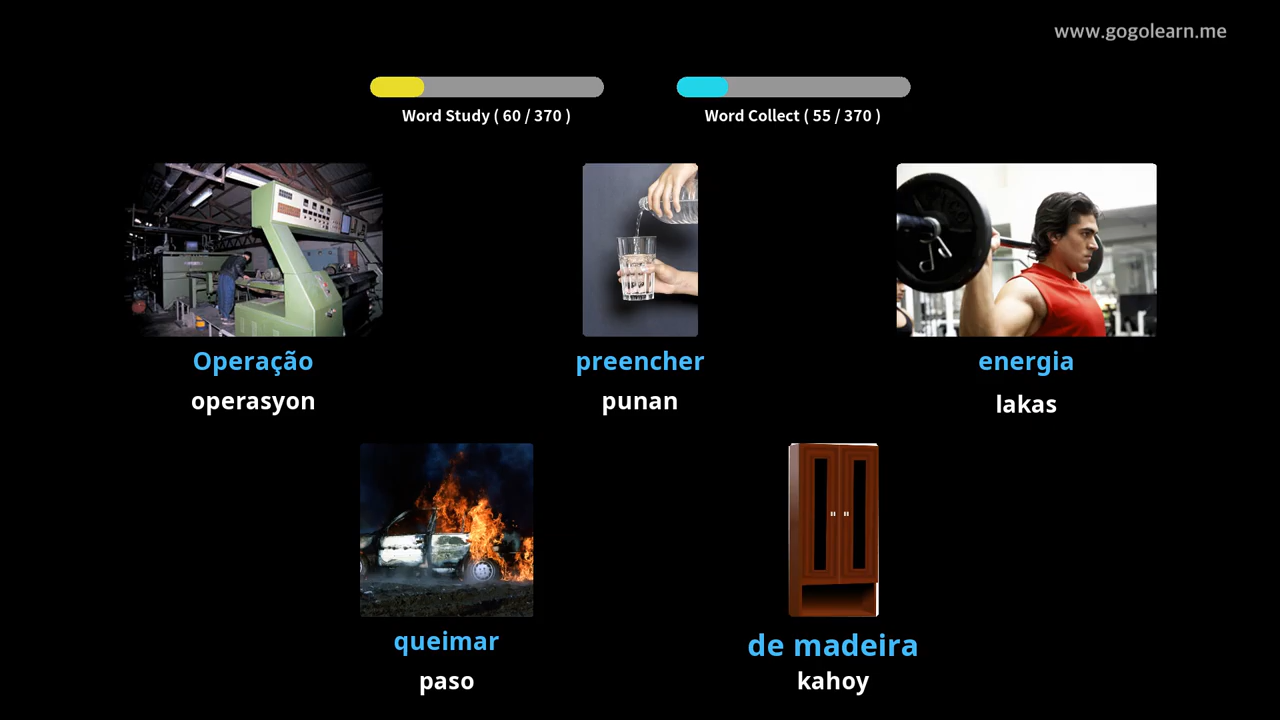 www.gogolearn.me
Word Study ( 60 / 370 )
Word Collect ( 55 / 370 )
Operação
operasyon
preencher
punan
energia
lakas
queimar
paso
de madeira
kahoy